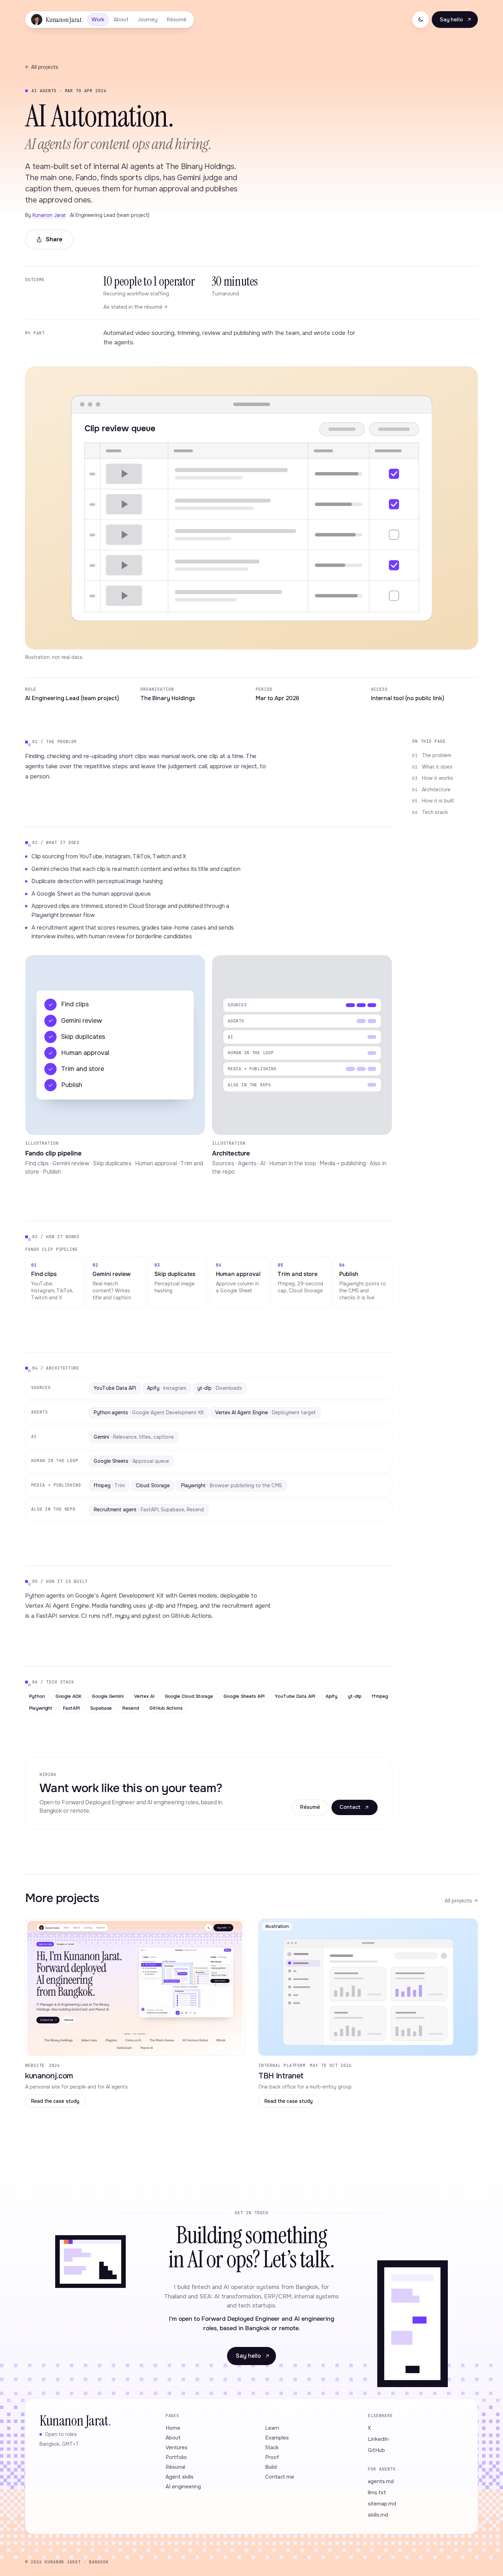 Kunanon Jarat
Work
About
Journey
Résumé
Say hello ↗
← All projects
AI AGENTS · MAR TO APR 2026
AI Automation.
AI agents for content ops and hiring.
A team-built set of internal AI agents at The Binary Holdings.
The main one, Fando, finds sports clips, has Gemini judge and
caption them, queues them for human approval and publishes
the approved ones.
By Kunanon Jarat · AI Engineering Lead (team project)
Share
OUTCOME
10 people to 1 operator
Recurring workflow staffing
30 minutes
Turnaround
As stated in the résumé →
MY PART
Automated video sourcing, trimming, review and publishing with the team, and wrote code for
the agents.
Clip review queue
Illustration, not real data
ROLE
AI Engineering Lead (team project)
ORGANISATION
The Binary Holdings
PERIOD
Mar to Apr 2026
ACCESS
Internal tool (no public link)
01 / THE PROBLEM
Finding, checking and re-uploading short clips was manual work, one clip at a time. The
agents take over the repetitive steps and leave the judgement call, approve or reject, to
a person.
ON THIS PAGE
01 The problem
02 What it does
03 How it works
04 Architecture
05 How it is built
06 Tech stack
02 / WHAT IT DOES
Clip sourcing from YouTube, Instagram, TikTok, Twitch and X
Gemini checks that each clip is real match content and writes its title and caption
Duplicate detection with perceptual image hashing
A Google Sheet as the human approval queue
Approved clips are trimmed, stored in Cloud Storage and published through a
Playwright browser flow
A recruitment agent that scores resumes, grades take-home cases and sends
interview invites, with human review for borderline candidates
Find clips
Gemini review
Skip duplicates
Human approval
Trim and store
Publish
SOURCES
AGENTS
AI
HUMAN IN THE LOOP
MEDIA + PUBLISHING
ALSO IN THE REPO
ILLUSTRATION
Fando clip pipeline
Find clips · Gemini review · Skip duplicates · Human approval · Trim and
store · Publish
ILLUSTRATION
Architecture
Sources · Agents · AI · Human in the loop · Media + publishing · Also in
the repo
03 / HOW IT WORKS
FANDO CLIP PIPELINE
01
Find clips
YouTube,
Instagram, TikTok,
Twitch and X
02
Gemini review
Real match
content? Writes
title and caption
03
Skip duplicates
Perceptual image
hashing
04
Human approval
Approve column in
a Google Sheet
05
Trim and store
ffmpeg, 29-second
cap, Cloud Storage
06
Publish
Playwright posts to
the CMS and
checks it is live
04 / ARCHITECTURE
SOURCES
YouTube Data API
Apify · Instagram
yt-dlp · Downloads
AGENTS
Python agents · Google Agent Development Kit
Vertex AI Agent Engine · Deployment target
AI
Gemini · Relevance, titles, captions
HUMAN IN THE LOOP
Google Sheets · Approval queue
MEDIA + PUBLISHING
ffmpeg · Trim
Cloud Storage
Playwright · Browser publishing to the CMS
ALSO IN THE REPO
Recruitment agent · FastAPI, Supabase, Resend
05 / HOW IT IS BUILT
Python agents on Google's Agent Development Kit with Gemini models, deployable to
Vertex AI Agent Engine. Media handling uses yt-dlp and ffmpeg, and the recruitment agent
is a FastAPI service. CI runs ruff, mypy and pytest on GitHub Actions.
06 / TECH STACK
Python
Google ADK
Google Gemini
Vertex AI
Google Cloud Storage
Google Sheets API
YouTube Data API
Apify
yt-dlp
ffmpeg
Playwright
FastAPI
Supabase
Resend
GitHub Actions
HIRING
Want work like this on your team?
Open to Forward Deployed Engineer and AI engineering roles, based in
Bangkok or remote.
Résumé
Contact ↗
More projects
All projects →
Hi, I'm Kunanon Jarat.
Forward deployed
AI engineering
from Bangkok.
Illustration
WEBSITE 2026
kunanonj.com
A personal site for people and for AI agents.
Read the case study
INTERNAL PLATFORM MAY TO OCT 2026
TBH Intranet
One back office for a multi-entity group.
Read the case study
GET IN TOUCH
Building something
in AI or ops? Let's talk.
I build fintech and AI operator systems from Bangkok, for
Thailand and SEA: AI transformation, ERP/CRM, internal systems
and tech startups.
I'm open to Forward Deployed Engineer and AI engineering
roles, based in Bangkok or remote.
Say hello ↗
Kunanon Jarat.
Open to roles
Bangkok, GMT+7
PAGES
Home
About
Ventures
Portfolio
Résumé
Agent skills
AI engineering
Learn
Examples
Stack
Proof
Build
Contact me
ELSEWHERE
X
LinkedIn
GitHub
FOR AGENTS
agents.md
llms.txt
sitemap.md
skills.md
© 2026 KUNANON JARAT · BANGKOK